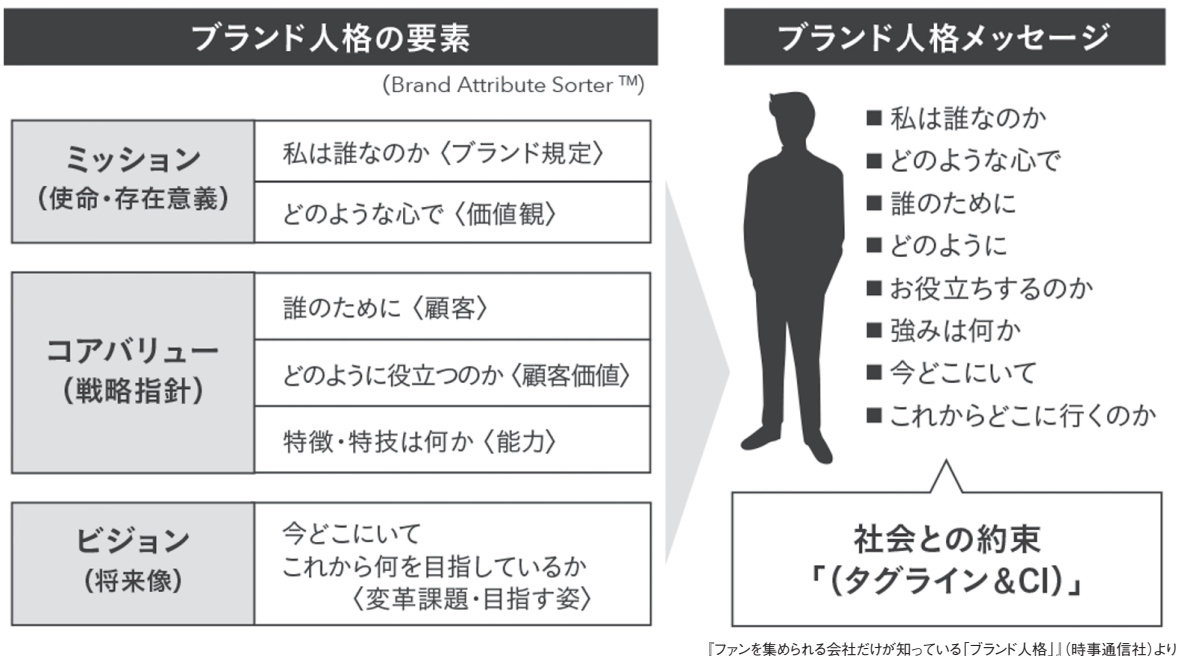 ブランド人格の要素
（Brand Attribute Sorter ™）
ミッション
（使命・存在意義）
私は誰なのか〈ブランド規定〉
どのような心で〈価値観〉
コアバリュー
（戦略指針）
誰のために〈顧客〉
どのように役立つのか〈顧客価値〉
特徴・特技は何か〈能力〉
ビジョン
（将来像）
今どこにいて
これから何を目指しているか
〈変革課題・目指す姿〉
ブランド人格メッセージ
■ 私は誰なのか
■ どのような心で
■ 誰のために
■ どのように
■ お役立ちするのか
■ 強みは何か
■ 今どこにいて
■ これからどこに行くのか
社会との約束
「（タグライン＆CI）」
『ファンを集められる会社だけが知っている「ブランド人格」』（時事通信社）より